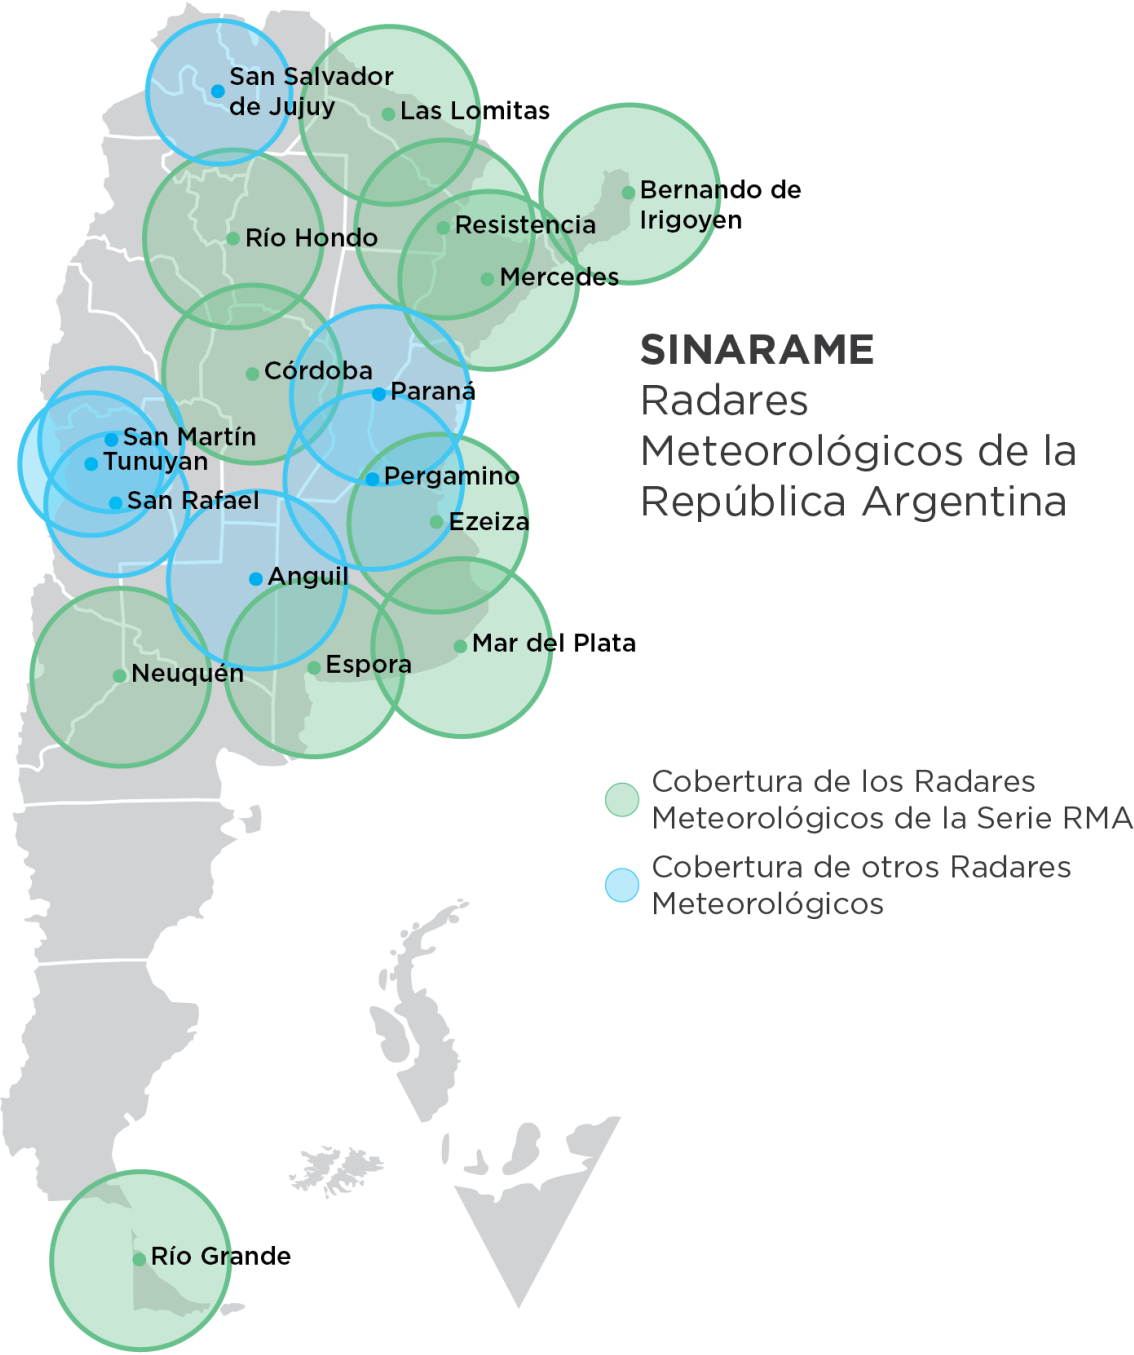 San Salvador
de Jujuy
Las Lomitas
Bernando de
Irigoyen
Resistencia
Río Hondo
Mercedes
SINARAME
Radares
Meteorológicos de la
República Argentina
Córdoba
Paraná
San Martín
Tunuyan
San Rafael
Pergamino
Ezeiza
Anguil
Mar del Plata
Espora
Neuquén
Cobertura de los Radares
Meteorológicos de la Serie RMA
Cobertura de otros Radares
Meteorológicos
Río Grande